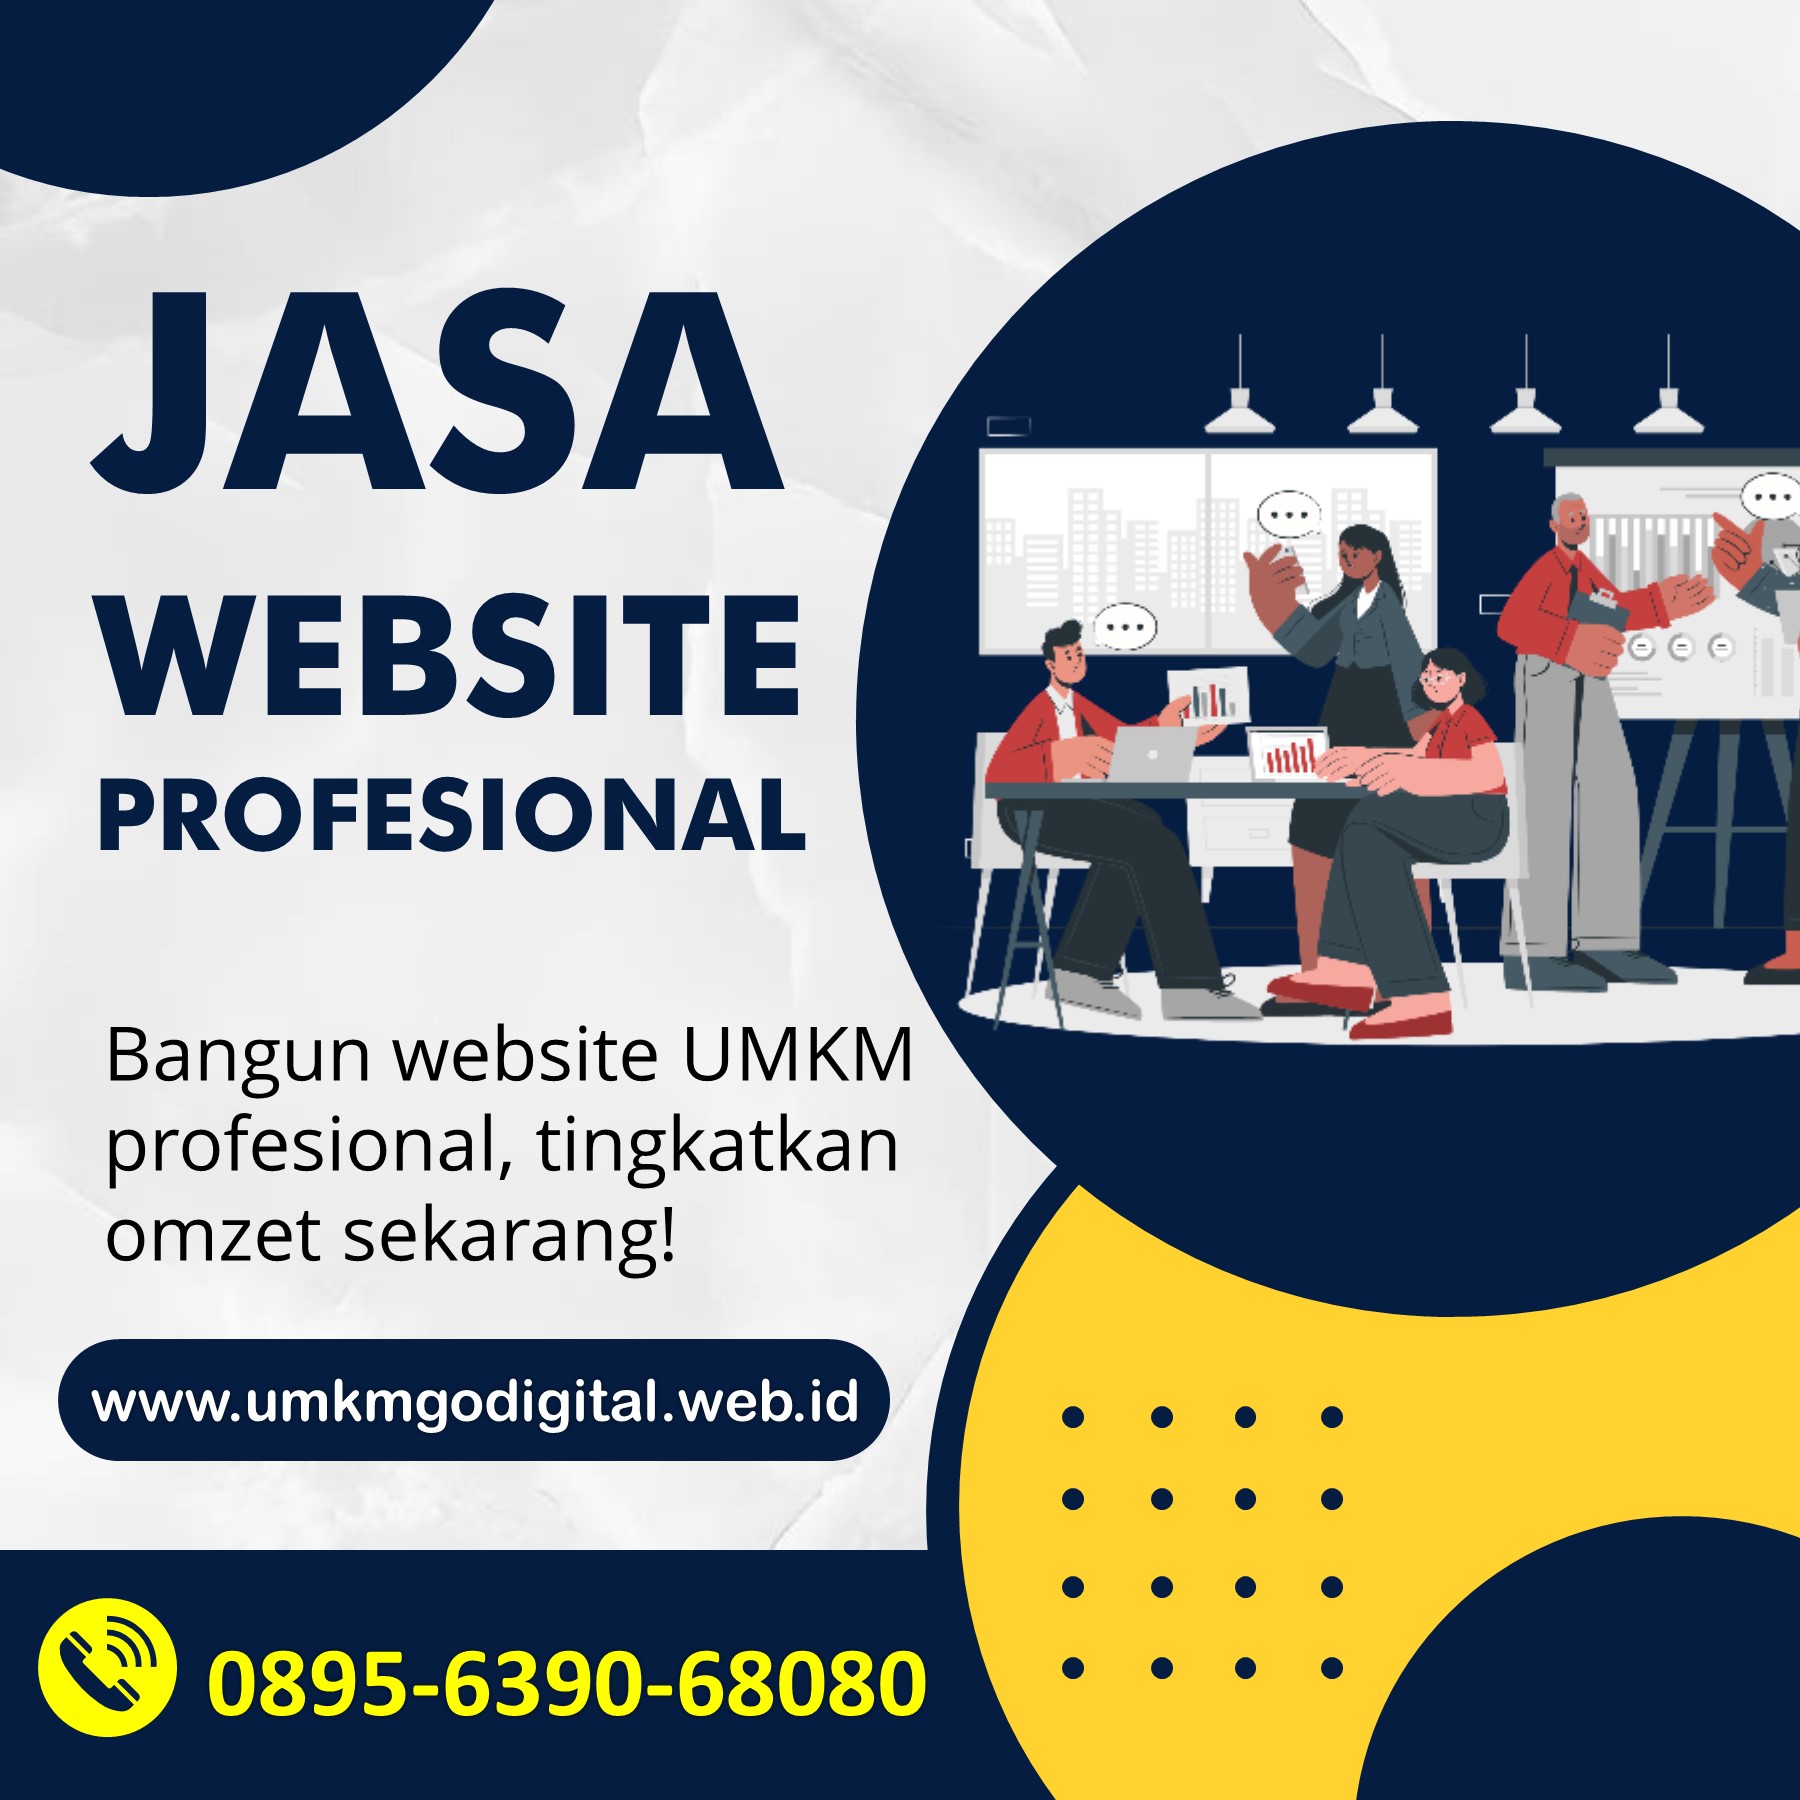 JASA
WEBSITE
PROFESIONAL
Bangun website UMKM
profesional, tingkatkan
omzet sekarang!
www.umkmgodigital.web.id
0895-6390-68080